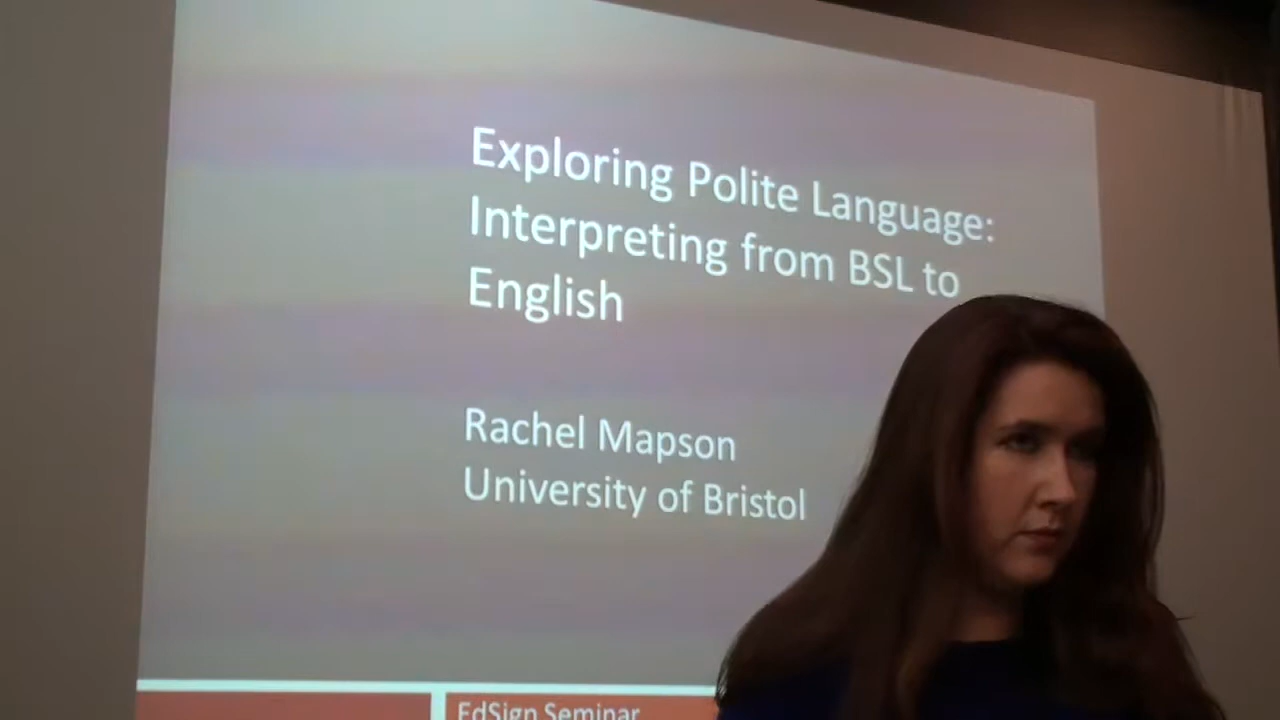 Exploring Polite Language:
Interpreting from BSL to
English
Rachel Mapson
University of Bristol
EdSign Seminar